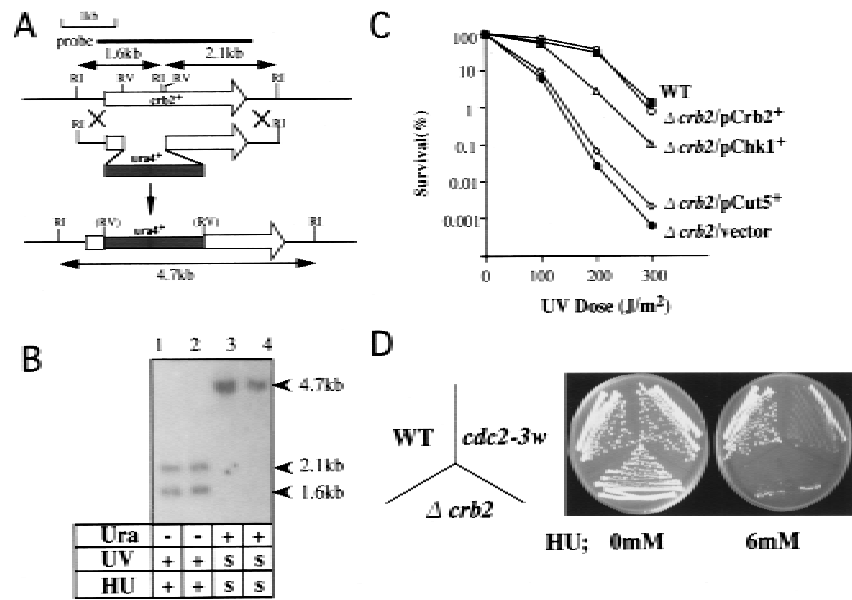 A
1kb
probe
1.6kb
2.1kb
RI
RV
RI
RV
RI
crb2+
RI
RI
ura4+
RI
(RV)
ura4+
(RV)
RI
4.7kb
B
1 2 3 4
4.7kb
2.1kb
1.6kb
Ura - - + +
UV + + S S
HU + + S S
C
Survival(%)
100
10
1
0.1
0.01
0.001
0 100 200 300
UV Dose (J/m2)
WT
Δcrb2/pCrb2+
Δcrb2/pChk1+
Δcrb2/pCut5+
Δcrb2/vector
D
WT
cdc2-3w
Δcrb2
HU; 0mM 6mM